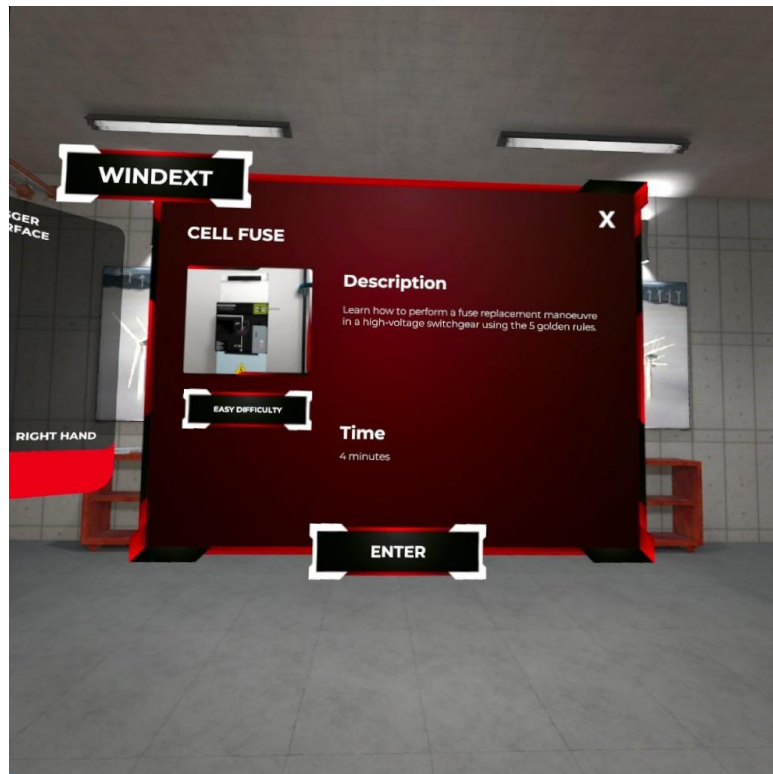 WINDEXT
X
CELL FUSE
Description
Learn how to perform a fuse replacement manoeuvre
in a high-voltage switchgear using the 5 golden rules.
EASY DIFFICULTY
Time
4 minutes
ENTER
RIGHT HAND